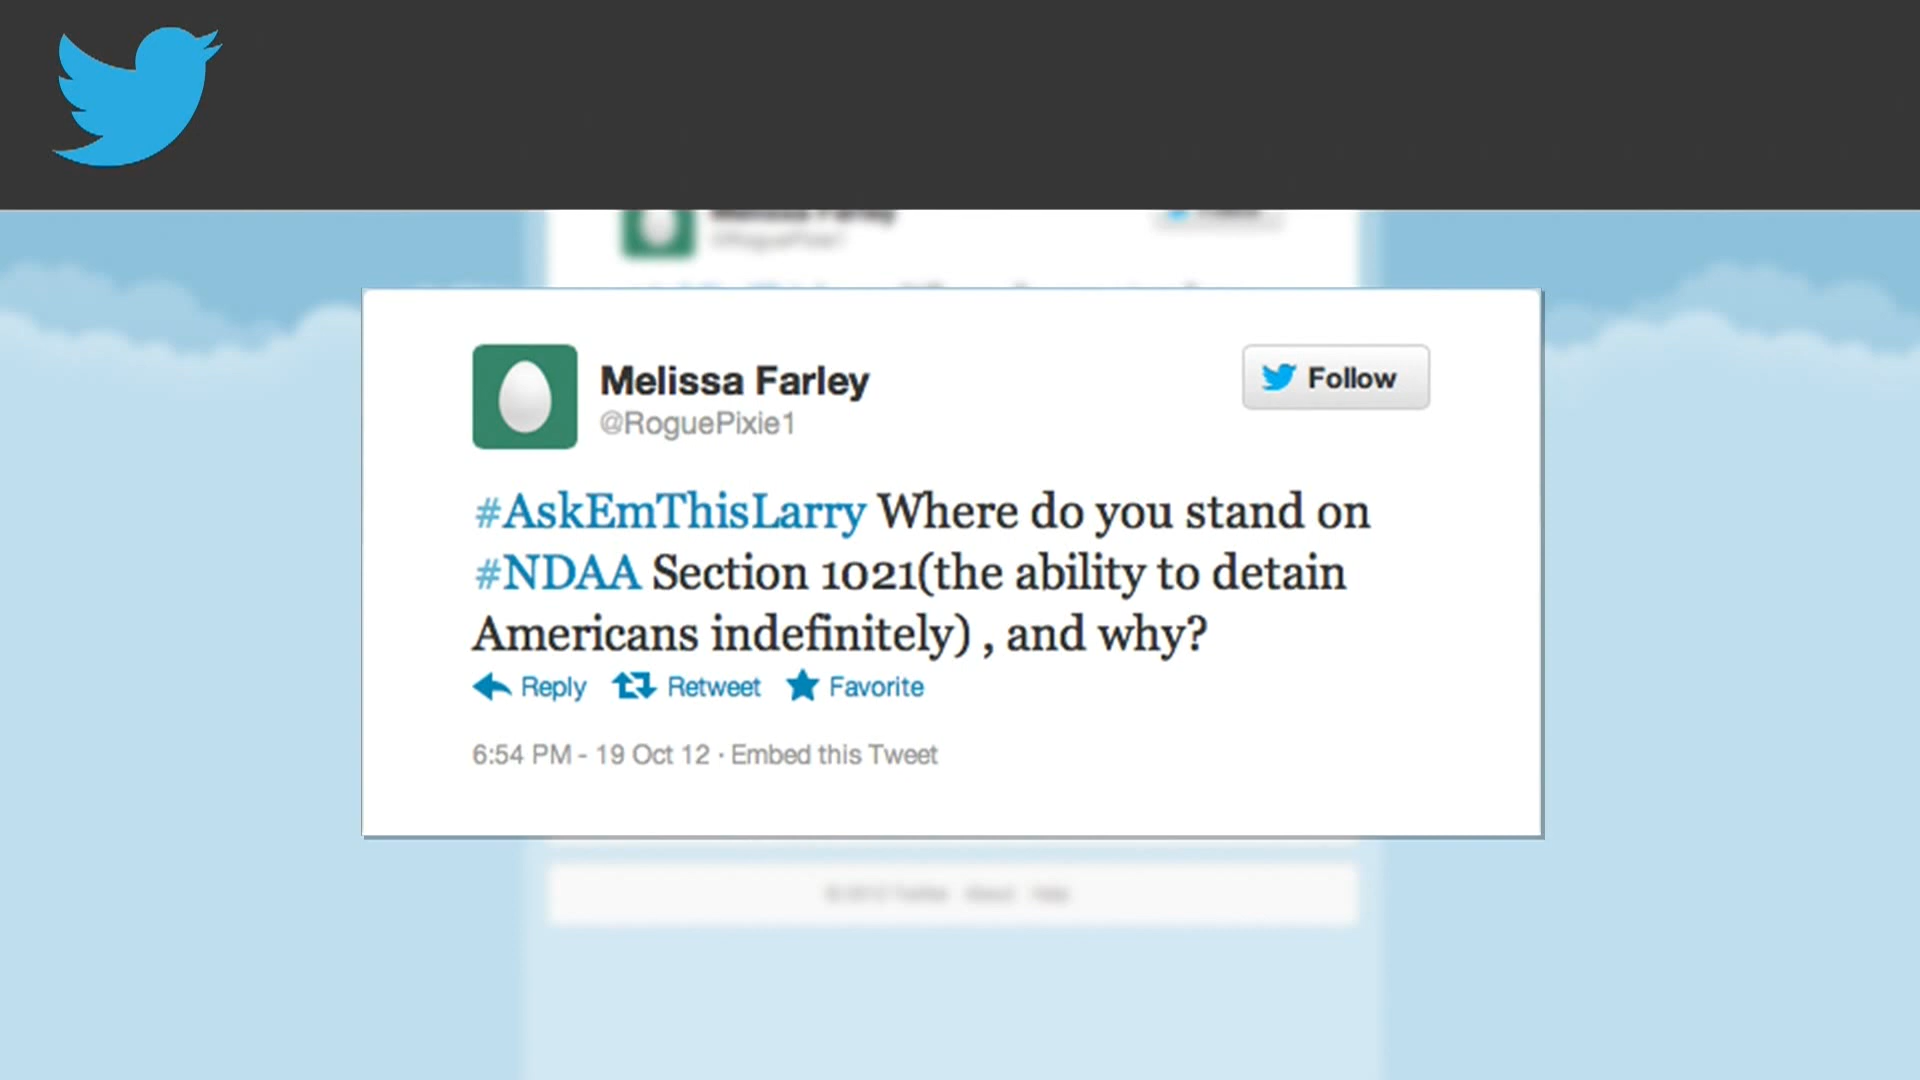 Melissa Farley
@RoguePixie1
Follow
#AskEmThisLarry Where do you stand on
#NDAA Section 1021(the ability to detain
Americans indefinitely) , and why?
Reply Retweet Favorite
6:54 PM - 19 Oct 12 · Embed this Tweet